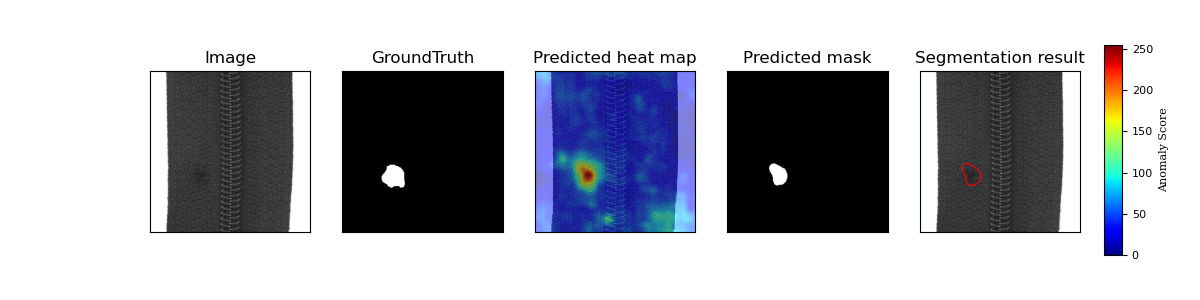 Image
GroundTruth
Predicted heat map
Predicted mask
Segmentation result
250
200
150
100
50
0
Anomaly Score